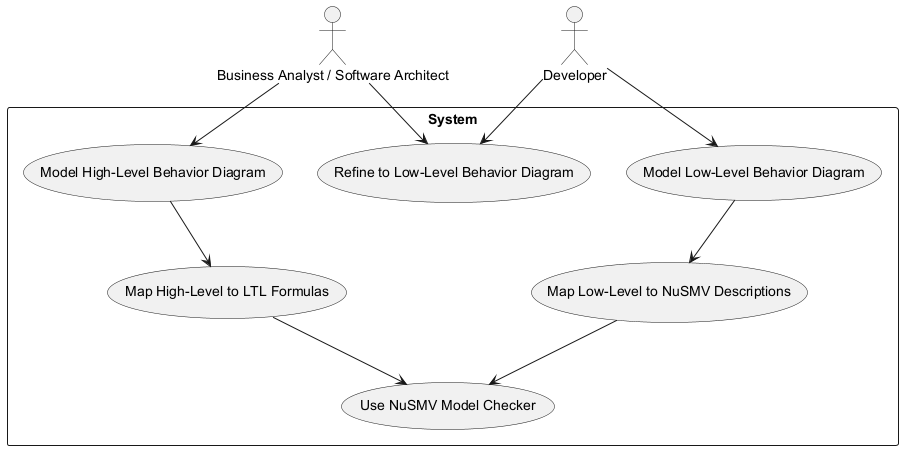 Business Analyst / Software Architect
Developer
System
Model High-Level Behavior Diagram
Refine to Low-Level Behavior Diagram
Model Low-Level Behavior Diagram
Map High-Level to LTL Formulas
Map Low-Level to NuSMV Descriptions
Use NuSMV Model Checker